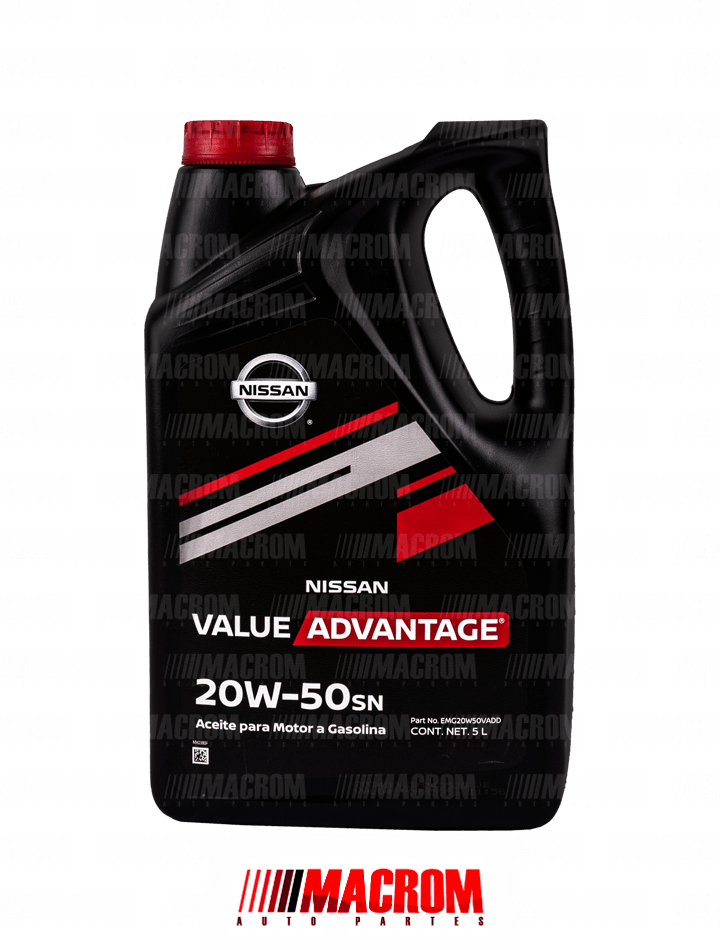 NISSAN
®
NISSAN
VALUE ADVANTAGE®
20W-50SN
Aceite para Motor a Gasolina
Part No. EMG20W50VADD
CONT. NET. 5 L
MACROM
AUTO PARTES